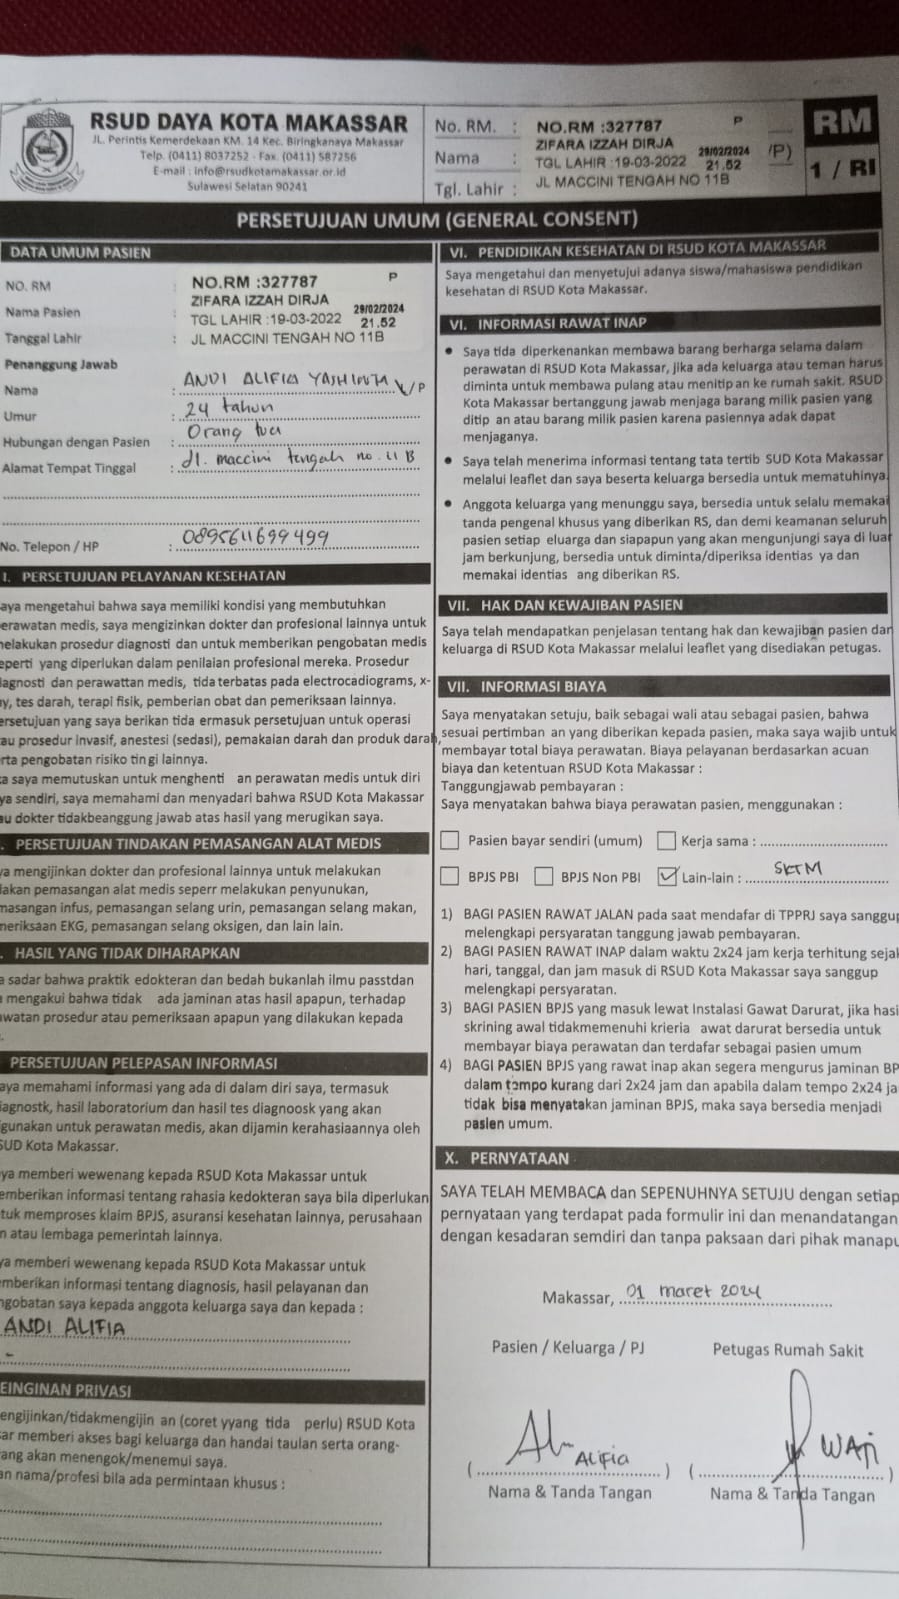 RSUD DAYA KOTA MAKASSAR
JL. Perintis Kemerdekaan KM. 14 Kec. Biringkanaya Makassar
Telp. (0411) 8037252 - Fax. (0411) 587256
E-mail : info@rsudkotamakassar.or.id
Sulawesi Selatan 90241
No. RM. :
Nama :
Tgl. Lahir :
NO.RM :327787 P
ZIFARA IZZAH DIRJA
TGL LAHIR :19-03-2022 29/02/2024 21.52
JL MACCINI TENGAH NO 11B
/P)
RM
1 / RI
PERSETUJUAN UMUM (GENERAL CONSENT)
DATA UMUM PASIEN
NO. RM :
Nama Pasien :
Tanggal Lahir :
NO.RM :327787 P
ZIFARA IZZAH DIRJA
TGL LAHIR :19-03-2022 29/02/2024 21.52
JL MACCINI TENGAH NO 11B
Penanggung Jawab
Nama : ANDI ALIFIA YASHINTA L/P
Umur : 24 tahun
Hubungan dengan Pasien : Orang tua
Alamat Tempat Tinggal : Jl. maccini tengah no. 11 B
No. Telepon / HP : 089561169 9499
I. PERSETUJUAN PELAYANAN KESEHATAN
aya mengetahui bahwa saya memiliki kondisi yang membutuhkan
erawatan medis, saya mengizinkan dokter dan profesional lainnya untuk
nelakukan prosedur diagnosti dan untuk memberikan pengobatan medis
eperti yang diperlukan dalam penilaian profesional mereka. Prosedur
iagnosti dan perawattan medis, tida terbatas pada electrocadiograms, x-
y, tes darah, terapi fisik, pemberian obat dan pemeriksaan lainnya.
ersetujuan yang saya berikan tida ermasuk persetujuan untuk operasi
au prosedur invasif, anestesi (sedasi), pemakaian darah dan produk darah,
rta pengobatan risiko tin gi lainnya.
a saya memutuskan untuk menghenti an perawatan medis untuk diri
ya sendiri, saya memahami dan menyadari bahwa RSUD Kota Makassar
au dokter tidakbeanggung jawab atas hasil yang merugikan saya.
. PERSETUJUAN TINDAKAN PEMASANGAN ALAT MEDIS
ya mengijinkan dokter dan profesional lainnya untuk melakukan
lakan pemasangan alat medis seperr melakukan penyunukan,
masangan infus, pemasangan selang urin, pemasangan selang makan,
neriksaan EKG, pemasangan selang oksigen, dan lain lain.
. HASIL YANG TIDAK DIHARAPKAN
a sadar bahwa praktik edokteran dan bedah bukanlah ilmu passtdan
mengakui bahwa tidak ada jaminan atas hasil apapun, terhadap
awatan prosedur atau pemeriksaan apapun yang dilakukan kepada
.
PERSETUJUAN PELEPASAN INFORMASI
aya memahami informasi yang ada di dalam diri saya, termasuk
iagnostk, hasil laboratorium dan hasil tes diagnoosk yang akan
gunakan untuk perawatan medis, akan dijamin kerahasiaannya oleh
SUD Kota Makassar.
ya memberi wewenang kepada RSUD Kota Makassar untuk
emberikan informasi tentang rahasia kedokteran saya bila diperlukan
tuk memproses klaim BPJS, asuransi kesehatan lainnya, perusahaan
n atau lembaga pemerintah lainnya.
ya memberi wewenang kepada RSUD Kota Makassar untuk
emberikan informasi tentang diagnosis, hasil pelayanan dan
ngobatan saya kepada anggota keluarga saya dan kepada :
ANDI ALIFIA
-
EINGINAN PRIVASI
engijinkan/tidakmengijin an (coret yyang tida perlu) RSUD Kota
sar memberi akses bagi keluarga dan handai taulan serta orang-
ang akan menengok/menemui saya.
an nama/profesi bila ada permintaan khusus :
VI. PENDIDIKAN KESEHATAN DI RSUD KOTA MAKASSAR
Saya mengetahui dan menyetujui adanya siswa/mahasiswa pendidikan
kesehatan di RSUD Kota Makassar.
VI. INFORMASI RAWAT INAP
• Saya tida diperkenankan membawa barang berharga selama dalam
perawatan di RSUD Kota Makassar, jika ada keluarga atau teman harus
diminta untuk membawa pulang atau menitip an ke rumah sakit. RSUD
Kota Makassar bertanggung jawab menjaga barang milik pasien yang
ditip an atau barang milik pasien karena pasiennya adak dapat
menjaganya.
• Saya telah menerima informasi tentang tata tertib SUD Kota Makassar
melalui leaflet dan saya beserta keluarga bersedia untuk mematuhinya.
• Anggota keluarga yang menunggu saya, bersedia untuk selalu memakai
tanda pengenal khusus yang diberikan RS, dan demi keamanan seluruh
pasien setiap eluarga dan siapapun yang akan mengunjungi saya di luar
jam berkunjung, bersedia untuk diminta/diperiksa identias ya dan
memakai identias ang diberikan RS.
VII. HAK DAN KEWAJIBAN PASIEN
Saya telah mendapatkan penjelasan tentang hak dan kewajiban pasien dan
keluarga di RSUD Kota Makassar melalui leaflet yang disediakan petugas.
VII. INFORMASI BIAYA
Saya menyatakan setuju, baik sebagai wali atau sebagai pasien, bahwa
sesuai pertimban an yang diberikan kepada pasien, maka saya wajib untuk
membayar total biaya perawatan. Biaya pelayanan berdasarkan acuan
biaya dan ketentuan RSUD Kota Makassar :
Tanggungjawab pembayaran :
Saya menyatakan bahwa biaya perawatan pasien, menggunakan :
Pasien bayar sendiri (umum) Kerja sama :
BPJS PBI BPJS Non PBI ✓ Lain-lain : SKTM
1) BAGI PASIEN RAWAT JALAN pada saat mendafar di TPPRJ saya sanggup
melengkapi persyaratan tanggung jawab pembayaran.
2) BAGI PASIEN RAWAT INAP dalam waktu 2x24 jam kerja terhitung sejak
hari, tanggal, dan jam masuk di RSUD Kota Makassar saya sanggup
melengkapi persyaratan.
3) BAGI PASIEN BPJS yang masuk lewat Instalasi Gawat Darurat, jika hasi
skrining awal tidakmemenuhi krieria awat darurat bersedia untuk
membayar biaya perawatan dan terdafar sebagai pasien umum
4) BAGI PASIEN BPJS yang rawat inap akan segera mengurus jaminan BP
dalam tempo kurang dari 2x24 jam dan apabila dalam tempo 2x24 ja
tidak bisa menyatakan jaminan BPJS, maka saya bersedia menjadi
pasien umum.
X. PERNYATAAN
SAYA TELAH MEMBACA dan SEPENUHNYA SETUJU dengan setiap
pernyataan yang terdapat pada formulir ini dan menandatangan
dengan kesadaran semdiri dan tanpa paksaan dari pihak manapu
Makassar, 01 maret 2024
Pasien / Keluarga / PJ Petugas Rumah Sakit
ALIFIA
WATI
Nama & Tanda Tangan Nama & Tanda Tangan